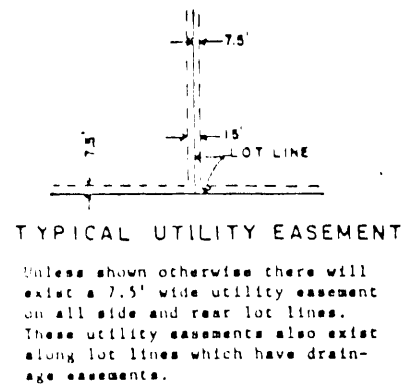 7.5'
15'
7.5'
LOT LINE
TYPICAL UTILITY EASEMENT
Unless shown otherwise there will
exist a 7.5' wide utility easement
on all side and rear lot lines.
These utility easements also exist
along lot lines which have drain-
age easements.